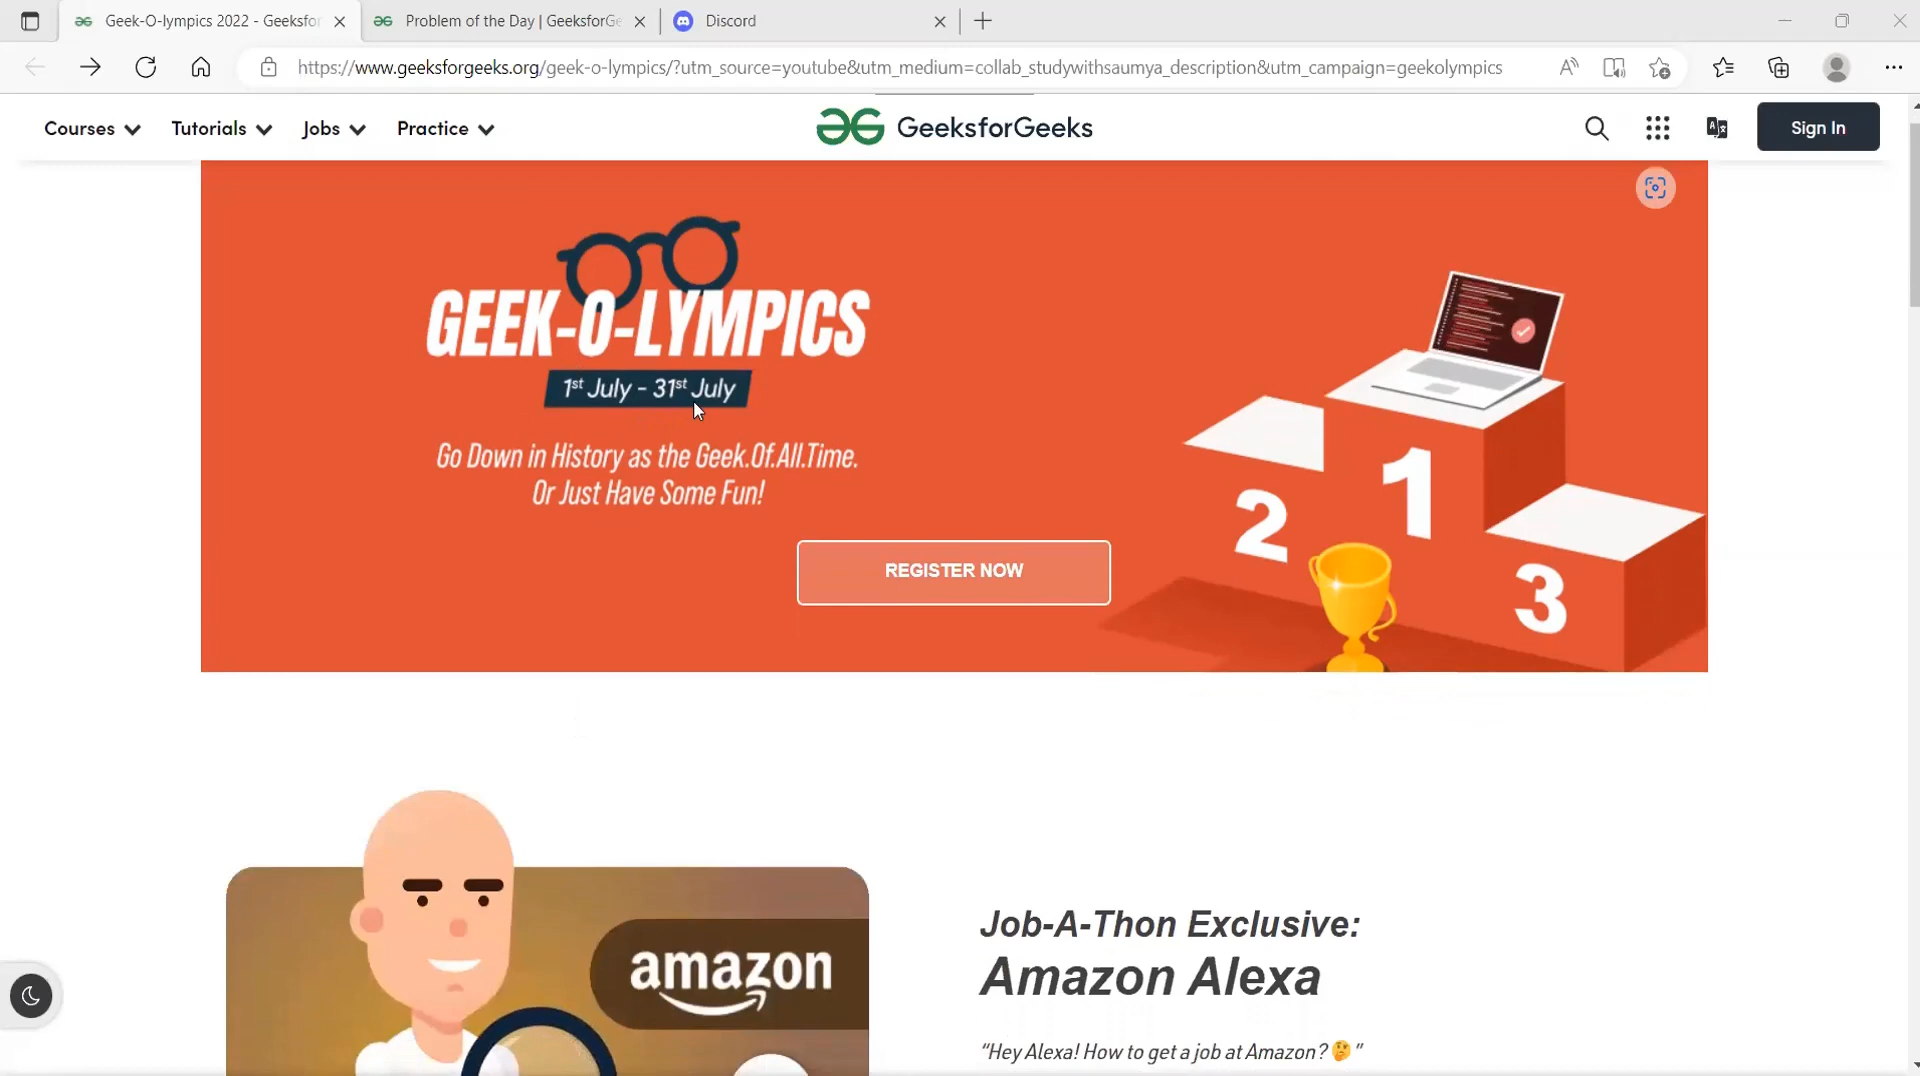 Geek-O-lympics 2022 - Geeksfor
Problem of the Day | GeeksforGe
Discord
https://www.geeksforgeeks.org/geek-o-lympics/?utm_source=youtube&utm_medium=collab_studywithsaumya_description&utm_campaign=geekolympics
Courses Tutorials Jobs Practice
GeeksforGeeks
Sign In
GEEK-O-LYMPICS
1st July - 31st July
Go Down in History as the Geek.Of.All.Time.
Or Just Have Some Fun!
REGISTER NOW
2 1 3
amazon
Job-A-Thon Exclusive:
Amazon Alexa
“Hey Alexa! How to get a job at Amazon? 🤔 ”